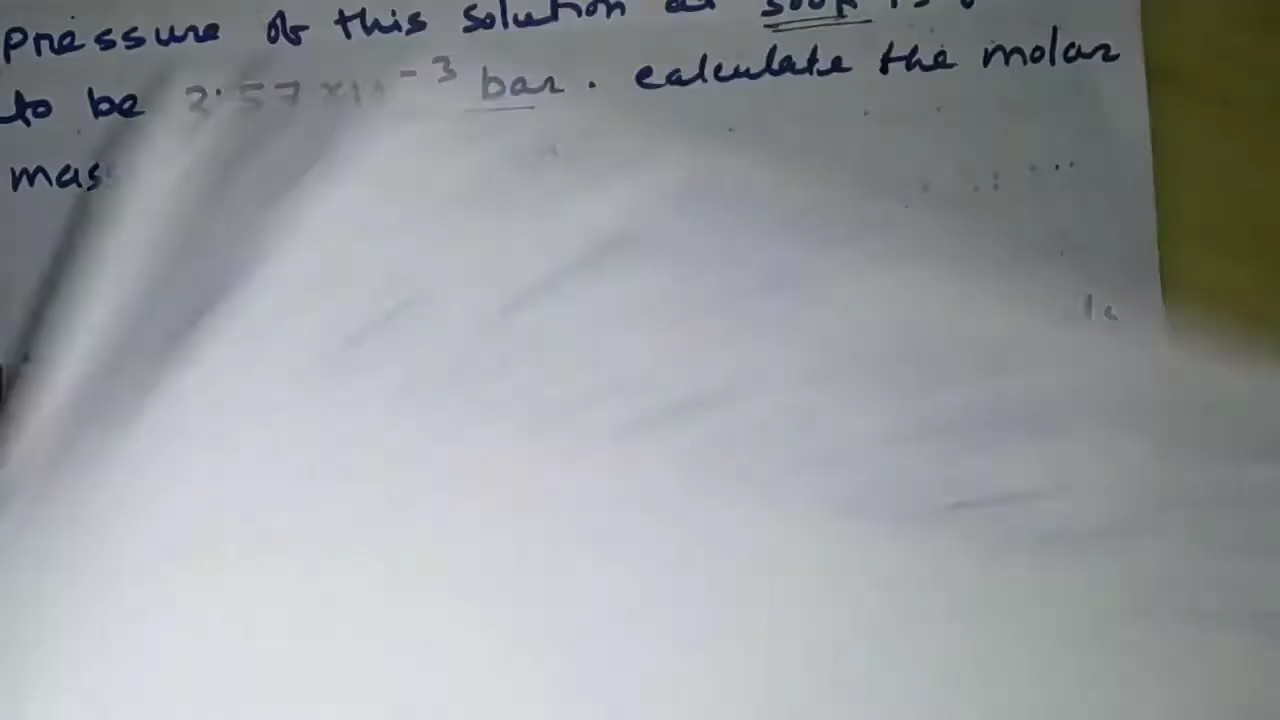 pressure of this solution at 300K is
to be 2.57 x10-3 bar. calculate the molar
mas